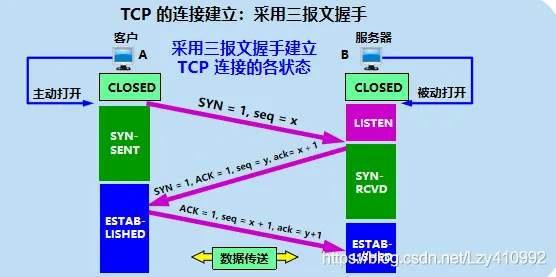 TCP 的连接建立：采用三报文握手
客户
A
采用三报文握手建立
TCP 连接的各状态
B
服务器
CLOSED
CLOSED
主动打开
被动打开
SYN = 1, seq = x
LISTEN
SYN-
SENT
SYN = 1, ACK = 1, seq = y, ack= x + 1
SYN-
RCVD
ESTAB-
LISHED
ACK = 1, seq = x + 1, ack = y+1
ESTAB-
LISHED
数据传送
https://blog.csdn.net/Lzy410992